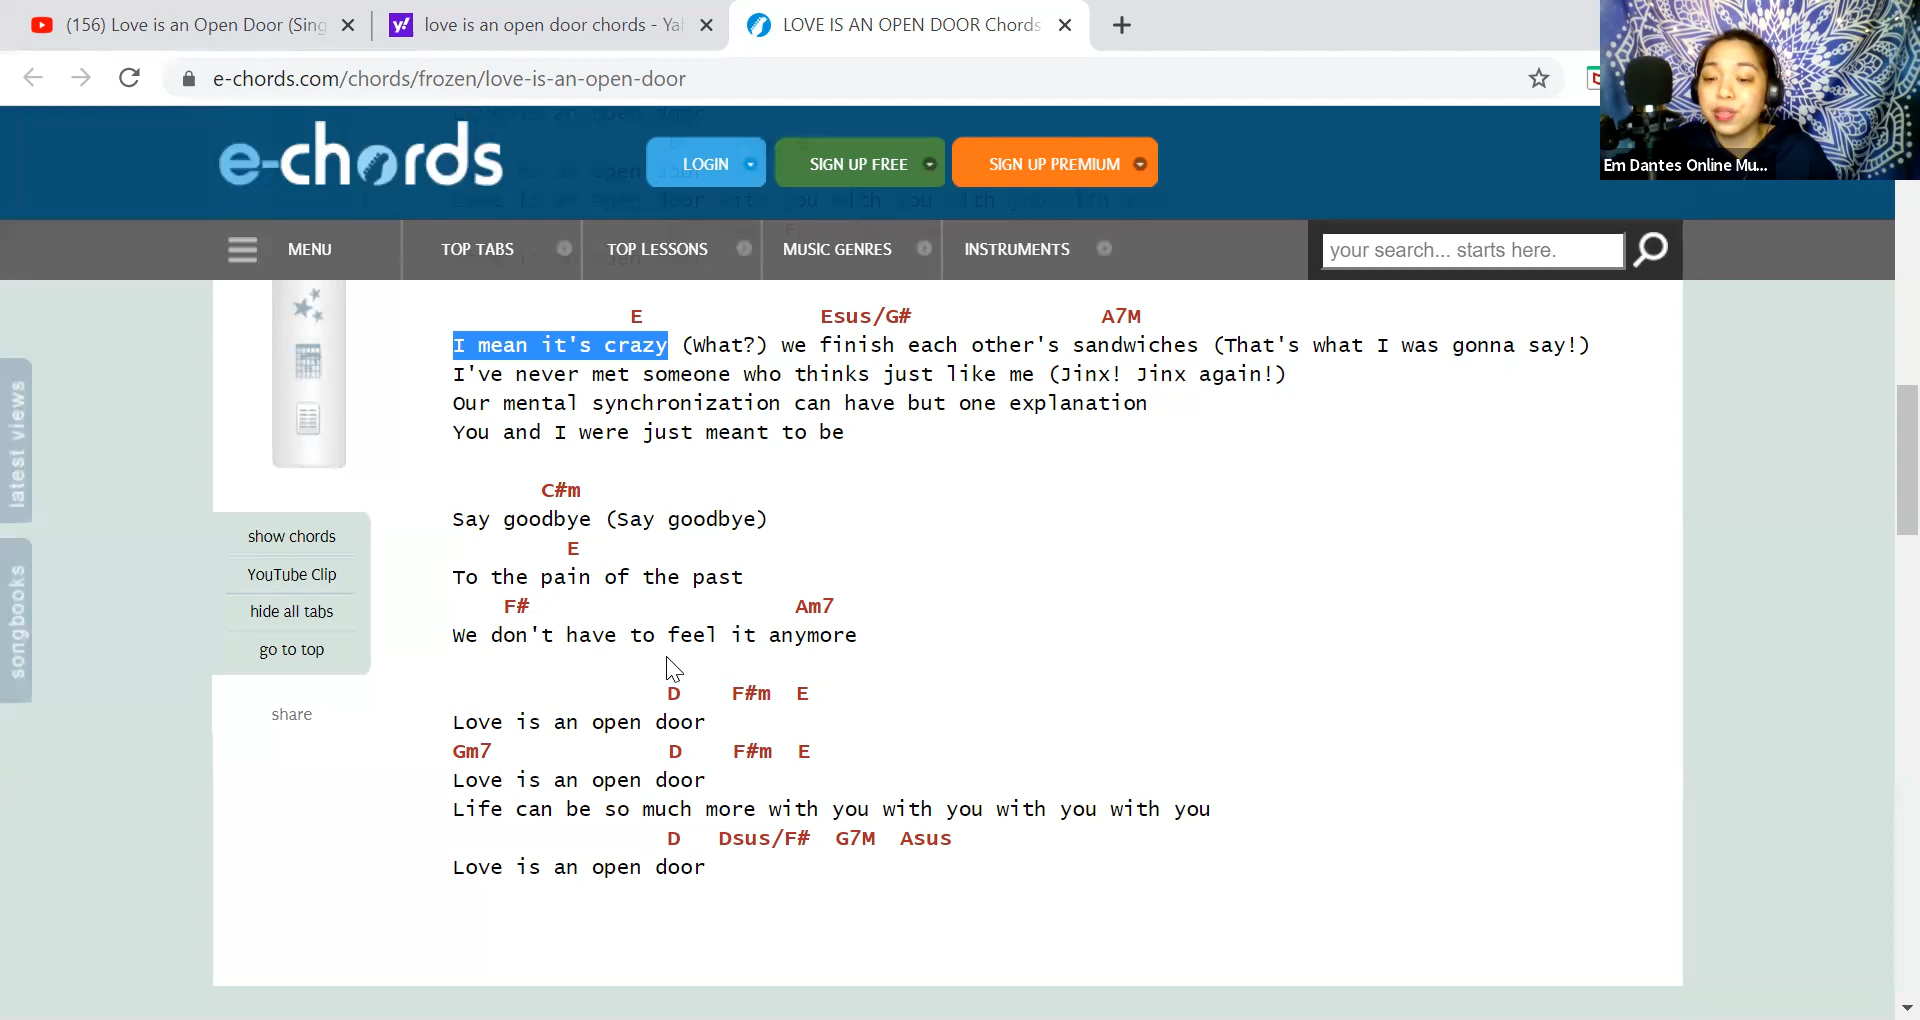 (156) Love is an Open Door (Sing
love is an open door chords - Ya
LOVE IS AN OPEN DOOR Chords
e-chords.com/chords/frozen/love-is-an-open-door
Em Dantes Online Mu...
e-chords
LOGIN
SIGN UP FREE
SIGN UP PREMIUM
MENU
TOP TABS
TOP LESSONS
MUSIC GENRES
INSTRUMENTS
your search... starts here.
latest views
songbooks
show chords
YouTube Clip
hide all tabs
go to top
share
E Esus/G# A7M
I mean it's crazy (What?) we finish each other's sandwiches (That's what I was gonna say!)
I've never met someone who thinks just like me (Jinx! Jinx again!)
Our mental synchronization can have but one explanation
You and I were just meant to be
C#m
Say goodbye (Say goodbye)
E
To the pain of the past
F# Am7
We don't have to feel it anymore
D F#m E
Love is an open door
Gm7 D F#m E
Love is an open door
Life can be so much more with you with you with you with you
D Dsus/F# G7M Asus
Love is an open door